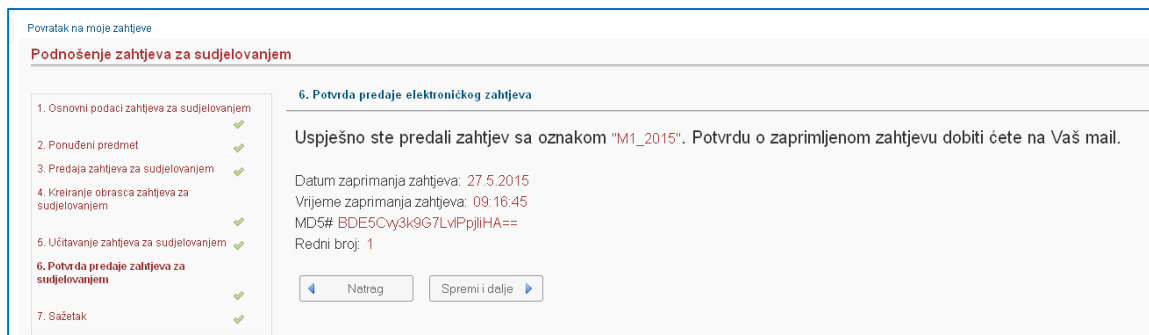 Povratak na moje zahtjeve
Podnošenje zahtjeva za sudjelovanjem
1. Osnovni podaci zahtjeva za sudjelovanjem
2. Ponuđeni predmet
3. Predaja zahtjeva za sudjelovanjem
4. Kreiranje obrasca zahtjeva za
sudjelovanjem
5. Učitavanje zahtjeva za sudjelovanjem
6. Potvrda predaje zahtjeva za
sudjelovanjem
7. Sažetak
6. Potvrda predaje elektroničkog zahtjeva
Uspješno ste predali zahtjev sa oznakom "M1_2015". Potvrdu o zaprimljenom zahtjevu dobiti ćete na Vaš mail.
Datum zaprimanja zahtjeva: 27.5.2015
Vrijeme zaprimanja zahtjeva: 09:16:45
MD5# BDE5Cvy3k9G7LvlPpjliHA==
Redni broj: 1
Natrag
Spremi i dalje